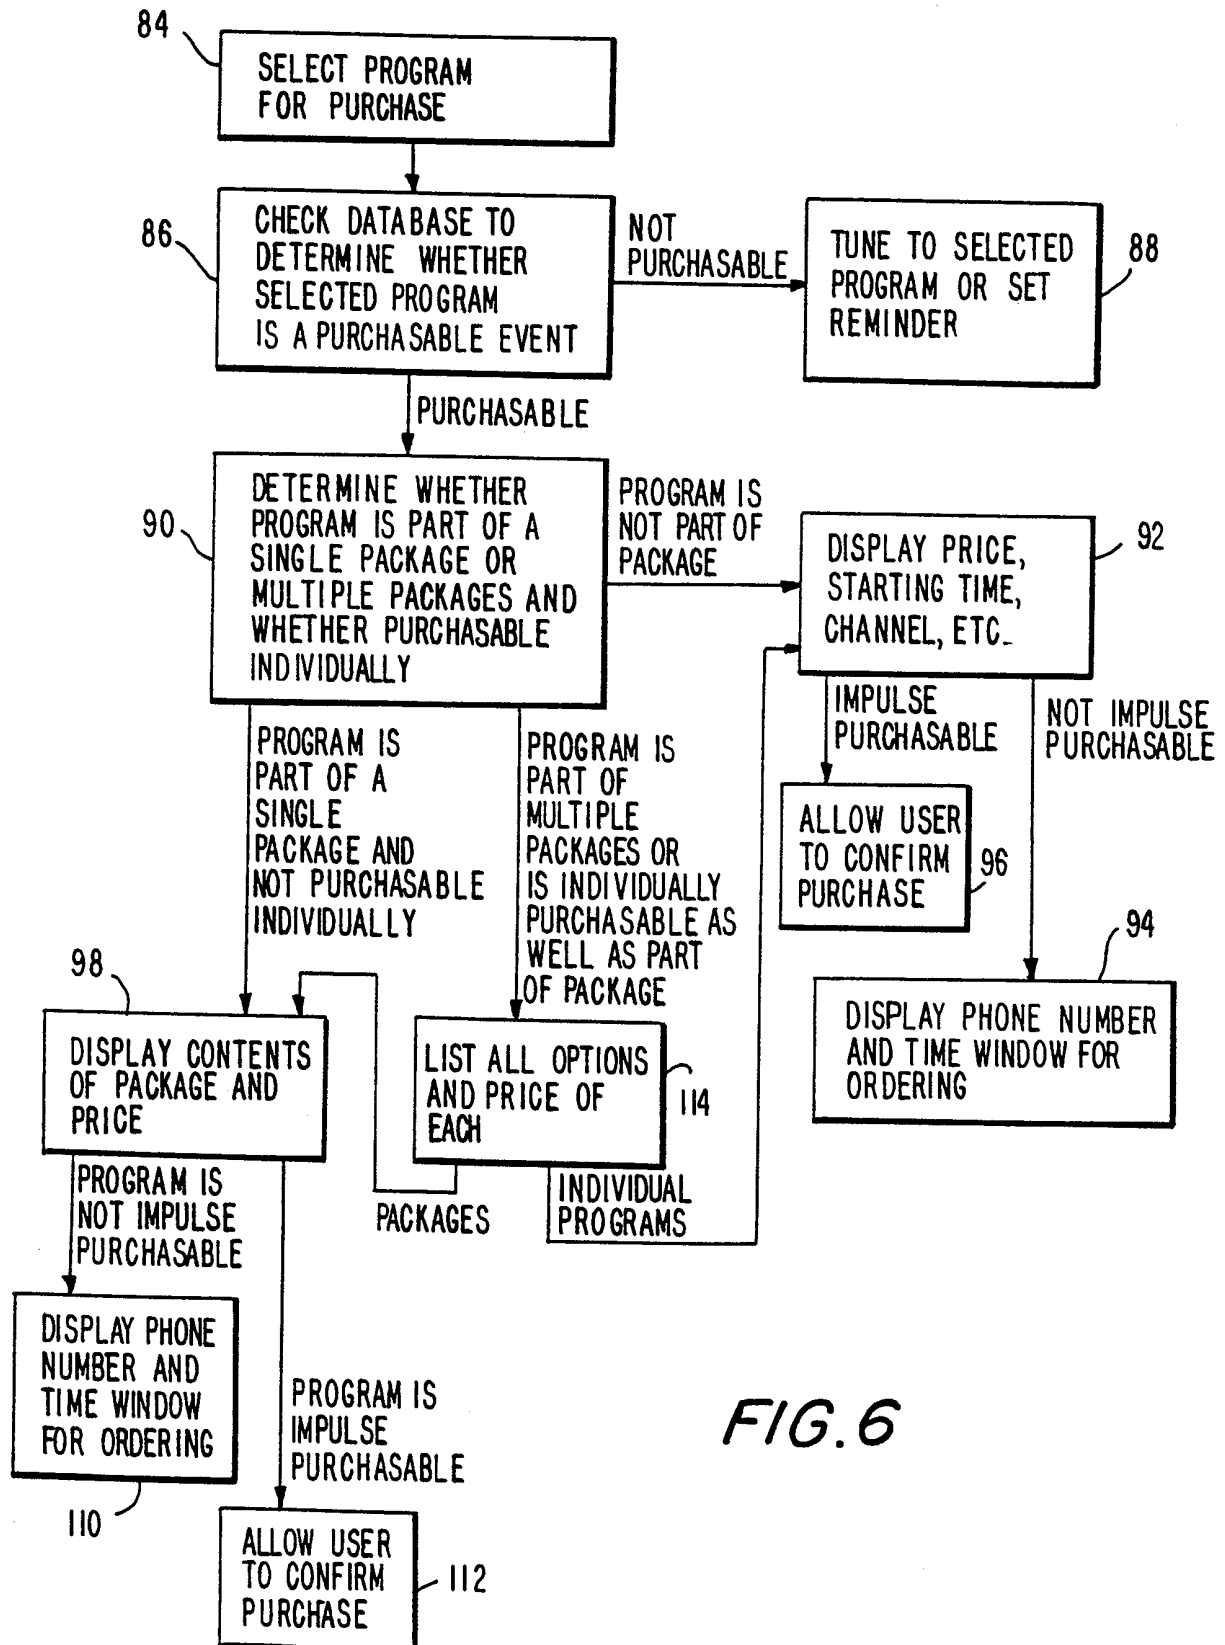 84
SELECT PROGRAM
FOR PURCHASE
86
CHECK DATABASE TO
DETERMINE WHETHER
SELECTED PROGRAM
IS A PURCHASABLE EVENT
NOT
PURCHASABLE
TUNE TO SELECTED
PROGRAM OR SET
REMINDER
88
PURCHASABLE
90
DETERMINE WHETHER
PROGRAM IS PART OF A
SINGLE PACKAGE OR
MULTIPLE PACKAGES AND
WHETHER PURCHASABLE
INDIVIDUALLY
PROGRAM IS
NOT PART OF
PACKAGE
DISPLAY PRICE,
STARTING TIME,
CHANNEL, ETC.
92
IMPULSE
PURCHASABLE
NOT IMPULSE
PURCHASABLE
PROGRAM IS
PART OF A
SINGLE
PACKAGE AND
NOT PURCHASABLE
INDIVIDUALLY
PROGRAM IS
PART OF
MULTIPLE
PACKAGES OR
IS INDIVIDUALLY
PURCHASABLE AS
WELL AS PART
OF PACKAGE
ALLOW USER
TO CONFIRM
PURCHASE
96
94
DISPLAY PHONE NUMBER
AND TIME WINDOW FOR
ORDERING
98
DISPLAY CONTENTS
OF PACKAGE AND
PRICE
LIST ALL OPTIONS
AND PRICE OF
EACH
114
PACKAGES
INDIVIDUAL
PROGRAMS
PROGRAM IS
NOT IMPULSE
PURCHASABLE
DISPLAY PHONE
NUMBER AND
TIME WINDOW
FOR ORDERING
110
PROGRAM IS
IMPULSE
PURCHASABLE
ALLOW USER
TO CONFIRM
PURCHASE
112
FIG. 6